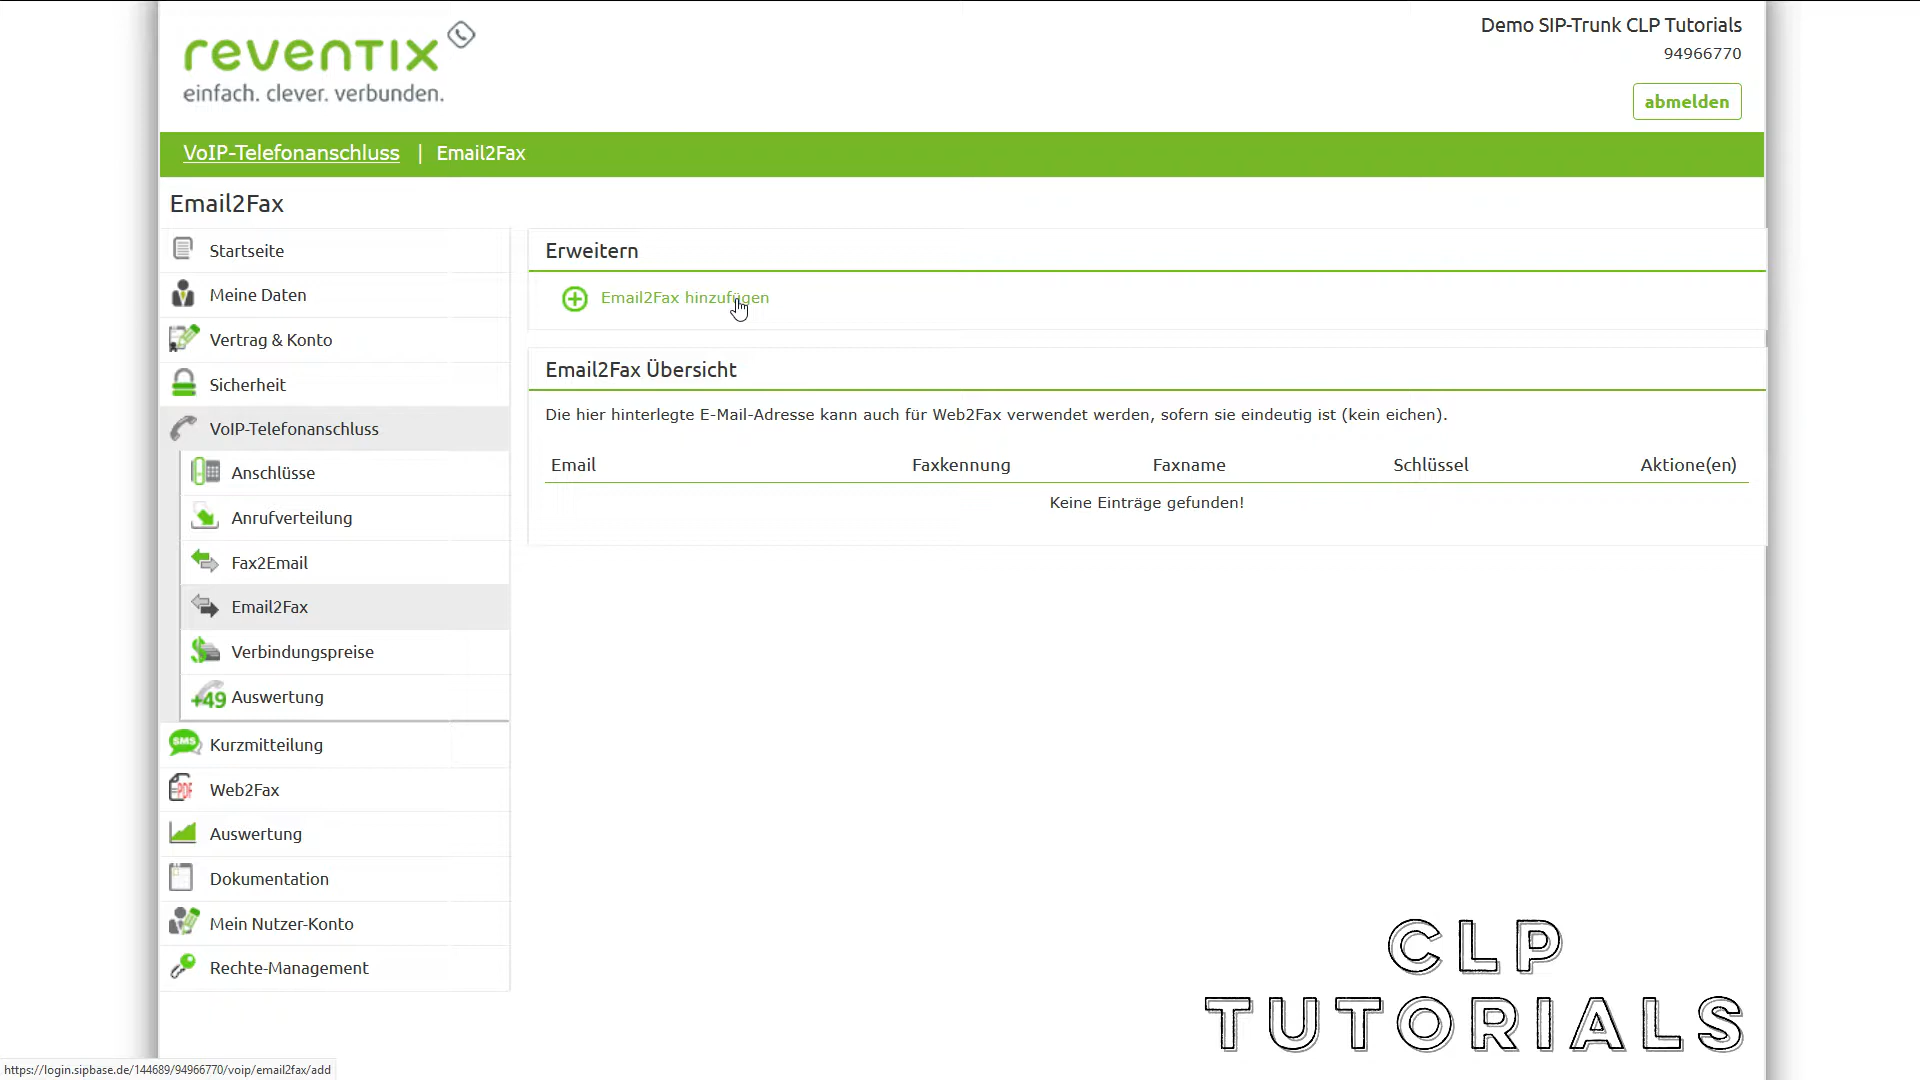 reventix
einfach. clever. verbunden.
Demo SIP-Trunk CLP Tutorials
94966770
abmelden
VoIP-Telefonanschluss | Email2Fax
Email2Fax
Startseite
Meine Daten
Vertrag & Konto
Sicherheit
VoIP-Telefonanschluss
Anschlüsse
Anrufverteilung
Fax2Email
Email2Fax
Verbindungspreise
+49 Auswertung
SMS Kurzmitteilung
PDF Web2Fax
Auswertung
Dokumentation
Mein Nutzer-Konto
Rechte-Management
Erweitern
Email2Fax hinzufügen
Email2Fax Übersicht
Die hier hinterlegte E-Mail-Adresse kann auch für Web2Fax verwendet werden, sofern sie eindeutig ist (kein eichen).
Email Faxkennung Faxname Schlüssel Aktione(en)
Keine Einträge gefunden!
CLP
TUTORIALS
https://login.sipbase.de/144689/94966770/voip/email2fax/add